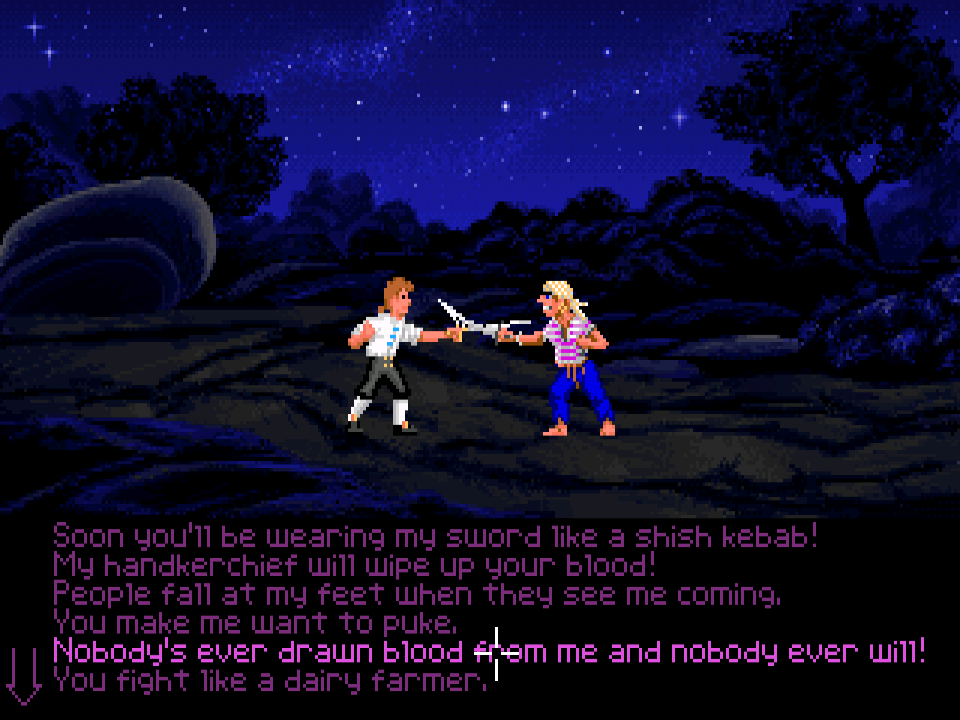 Soon you'll be wearing my sword like a shish kebab!
My handkerchief will wipe up your blood!
People fall at my feet when they see me coming.
You make me want to puke.
Nobody's ever drawn blood from me and nobody ever will!
You fight like a dairy farmer.